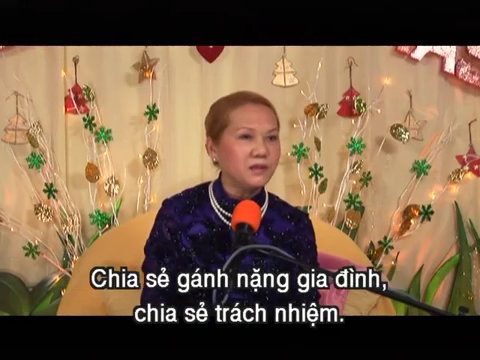 Chia sẻ gánh nặng gia đình,
chia sẻ trách nhiệm.